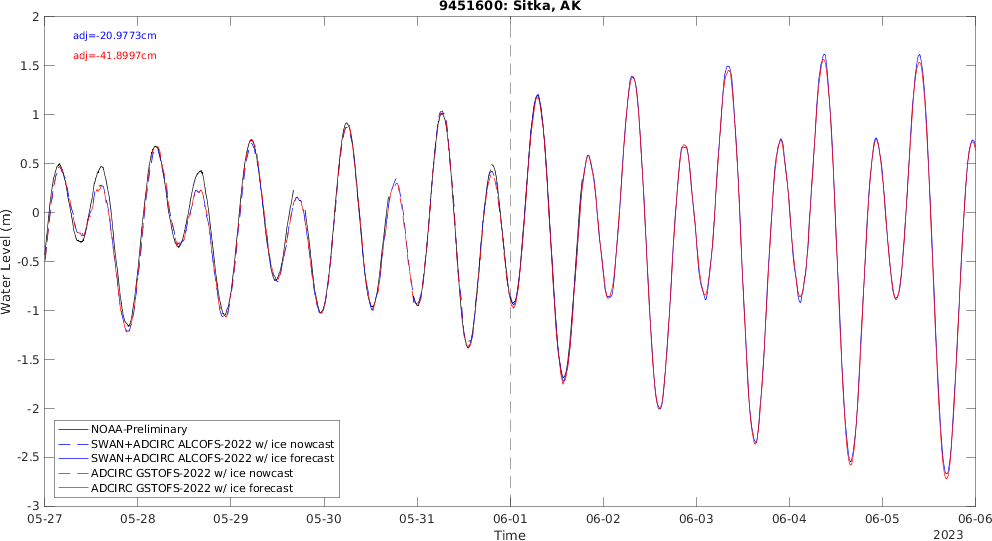 9451600: Sitka, AK
adj=-20.9773cm
adj=-41.8997cm
2
1.5
1
0.5
0
-0.5
-1
-1.5
-2
-2.5
-3
Water Level (m)
NOAA-Preliminary
SWAN+ADCIRC ALCOFS-2022 w/ ice nowcast
SWAN+ADCIRC ALCOFS-2022 w/ ice forecast
ADCIRC GSTOFS-2022 w/ ice nowcast
ADCIRC GSTOFS-2022 w/ ice forecast
05-27 05-28 05-29 05-30 05-31 06-01 06-02 06-03 06-04 06-05 06-06
Time
2023